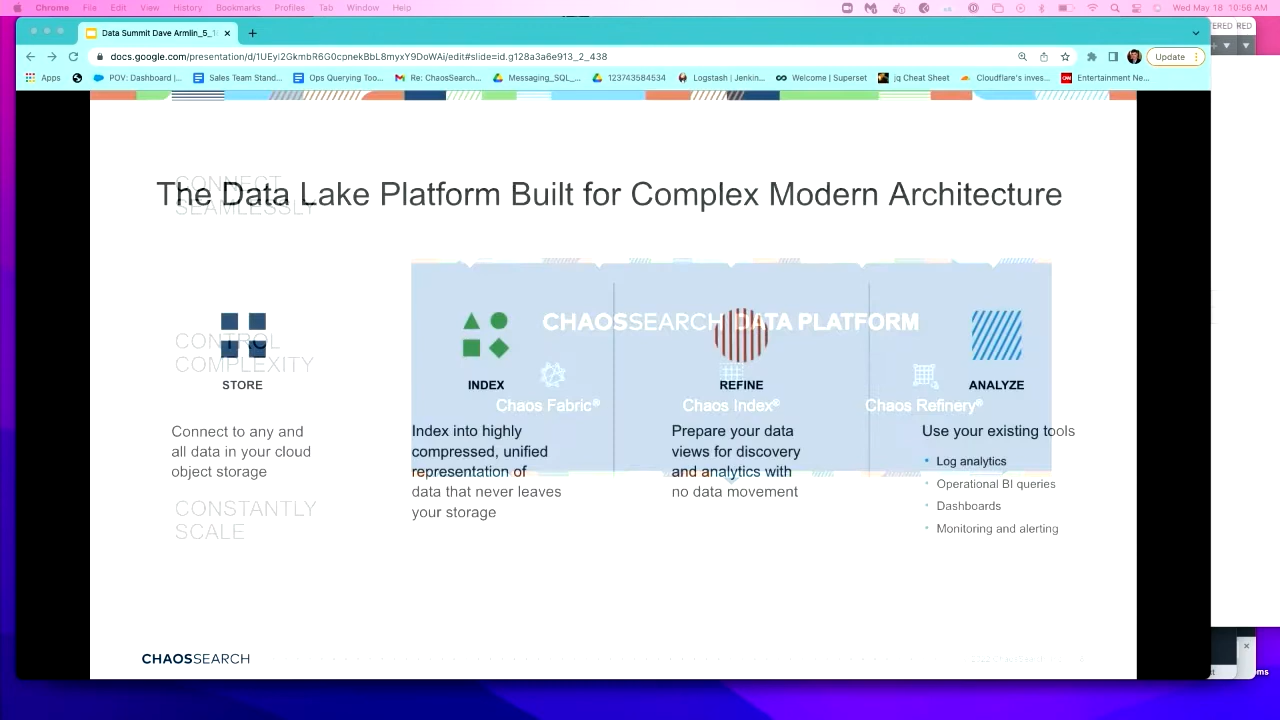 Chrome File Edit View History Bookmarks Profiles Tab Window Help
Wed May 18 10:56 AM
Data Summit Dave Armlin_5_1
docs.google.com/presentation/d/1UEyl2GkmbR6G0cpnekBbL8myxY9DoWAi/edit#slide=id.g128a3a6e913_2_438
Update
Apps POV: Dashboard |... Sales Team Stand... Ops Querying Too... Re: ChaosSearc... Messaging_SQL_... 123743584534 Logstash | Jenkin... Welcome | Superset jq Cheat Sheet Cloudflare's inves... Entertainment Ne...
The Data Lake Platform Built for Complex Modern Architecture
CONNECT
SEAMLESSLY
CHAOSSEARCH DATA PLATFORM
CONTROL
COMPLEXITY
STORE
INDEX
REFINE
ANALYZE
Chaos Fabric®
Chaos Index®
Chaos Refinery®
Connect to any and
all data in your cloud
object storage
Index into highly
compressed, unified
representation of
data that never leaves
your storage
Prepare your data
views for discovery
and analytics with
no data movement
Use your existing tools
• Log analytics
• Operational BI queries
• Dashboards
• Monitoring and alerting
CONSTANTLY
SCALE
CHAOSSEARCH